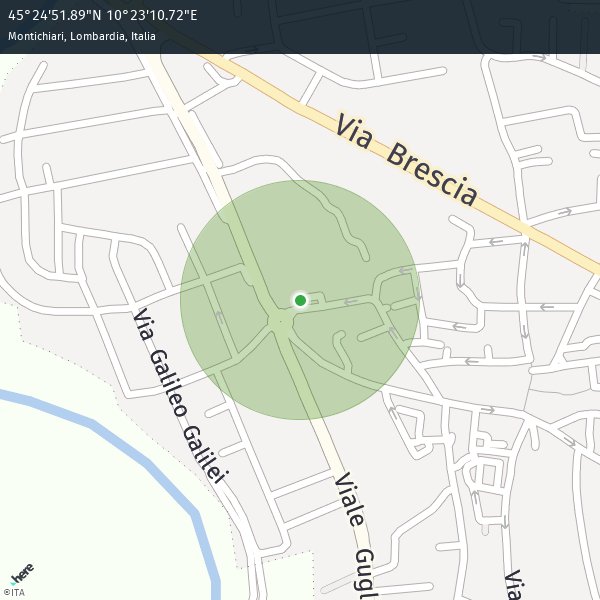 45°24'51.89"N 10°23'10.72"E
Montichiari, Lombardia, Italia
Via Brescia
Via Galileo Galilei
Viale Gugl
Via
here
©ITA